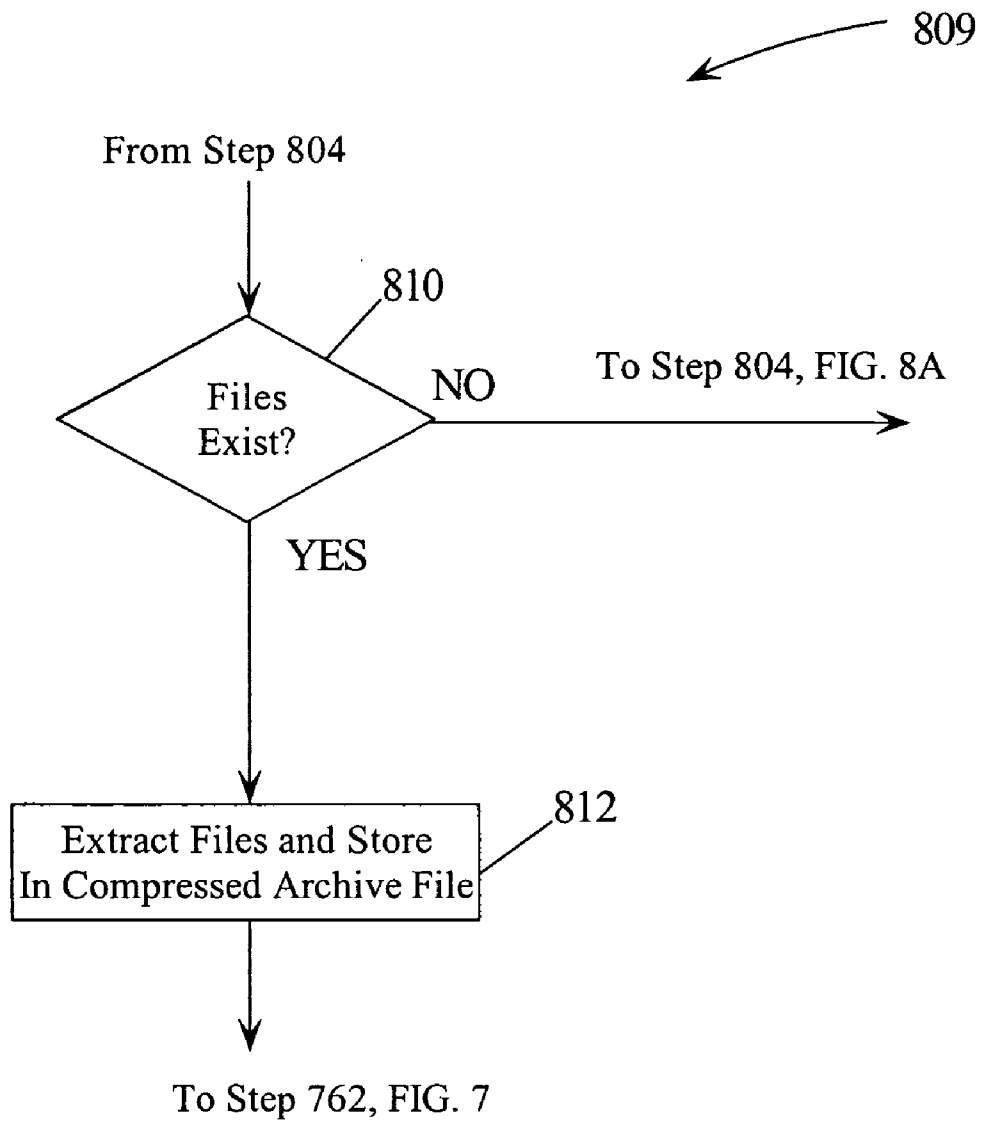 809
From Step 804
810
Files
Exist?
NO
To Step 804, FIG. 8A
YES
812
Extract Files and Store
In Compressed Archive File
To Step 762, FIG. 7